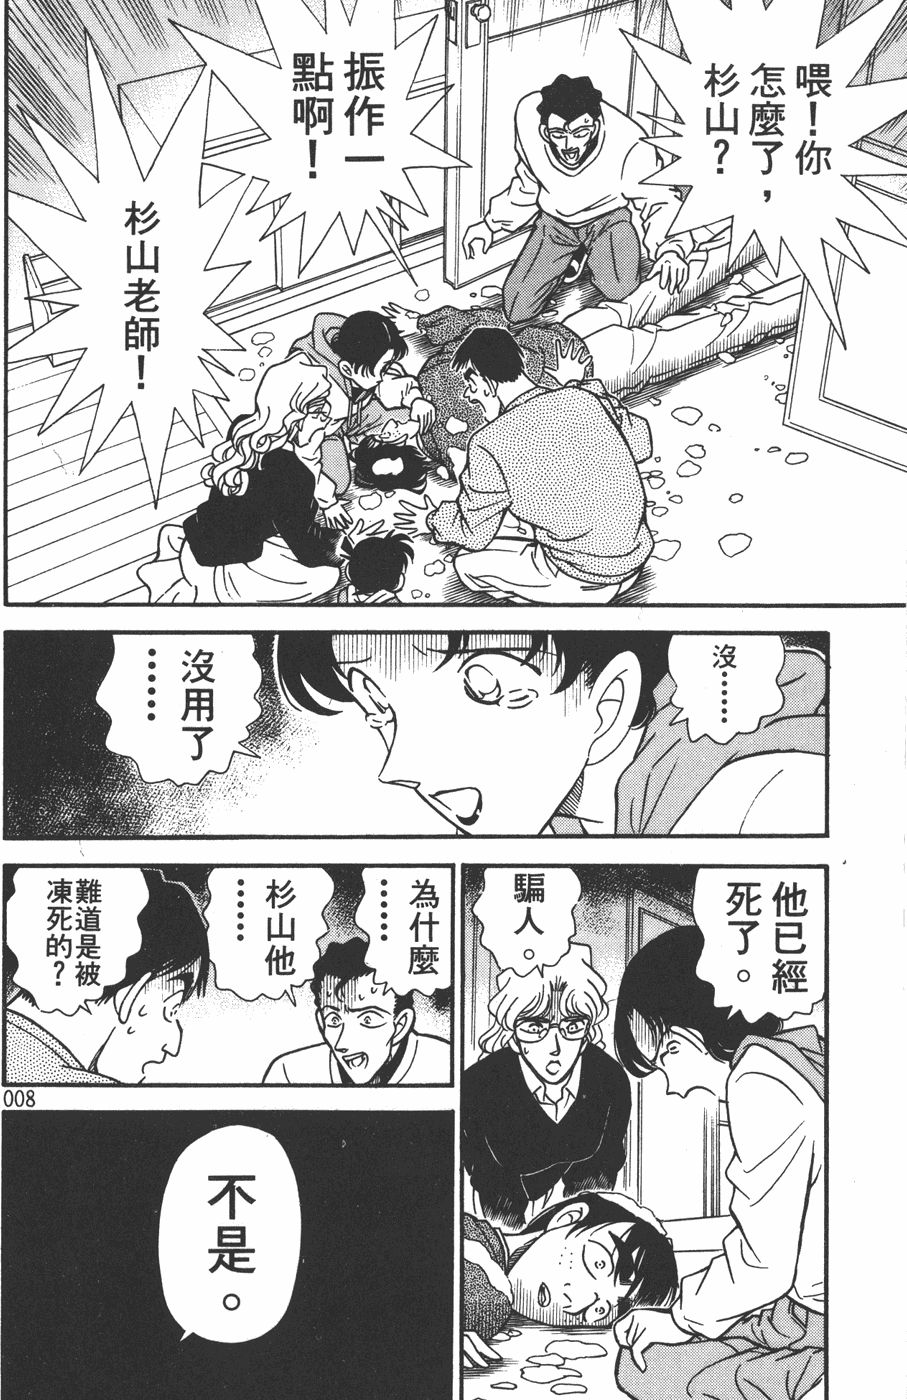 喂！你
怎麼了，
杉山？
振作一
點啊！
杉山老師！
沒……
沒用了
……
他已經
死了。
騙人。
為什麼
……
杉山他
……
難道是被
凍死的？
不是。
008